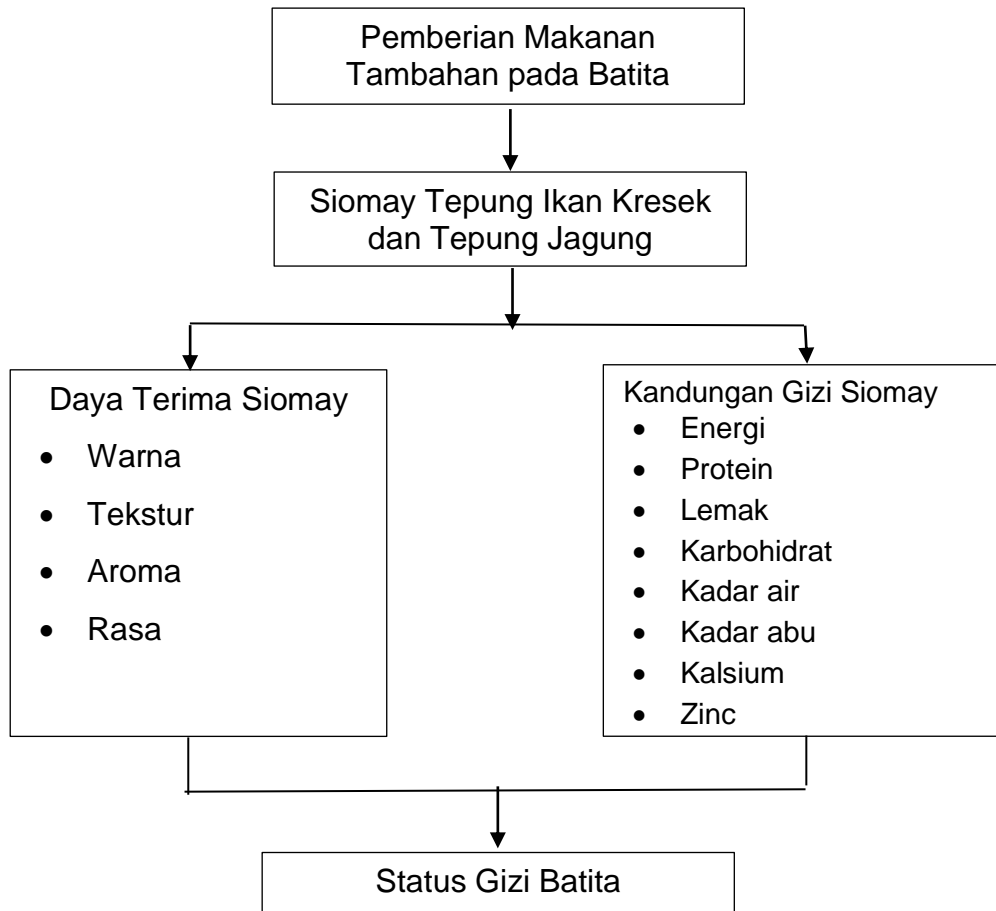 Pemberian Makanan
Tambahan pada Batita
Siomay Tepung Ikan Kresek
dan Tepung Jagung
Daya Terima Siomay
• Warna
• Tekstur
• Aroma
• Rasa
Kandungan Gizi Siomay
• Energi
• Protein
• Lemak
• Karbohidrat
• Kadar air
• Kadar abu
• Kalsium
• Zinc
Status Gizi Batita